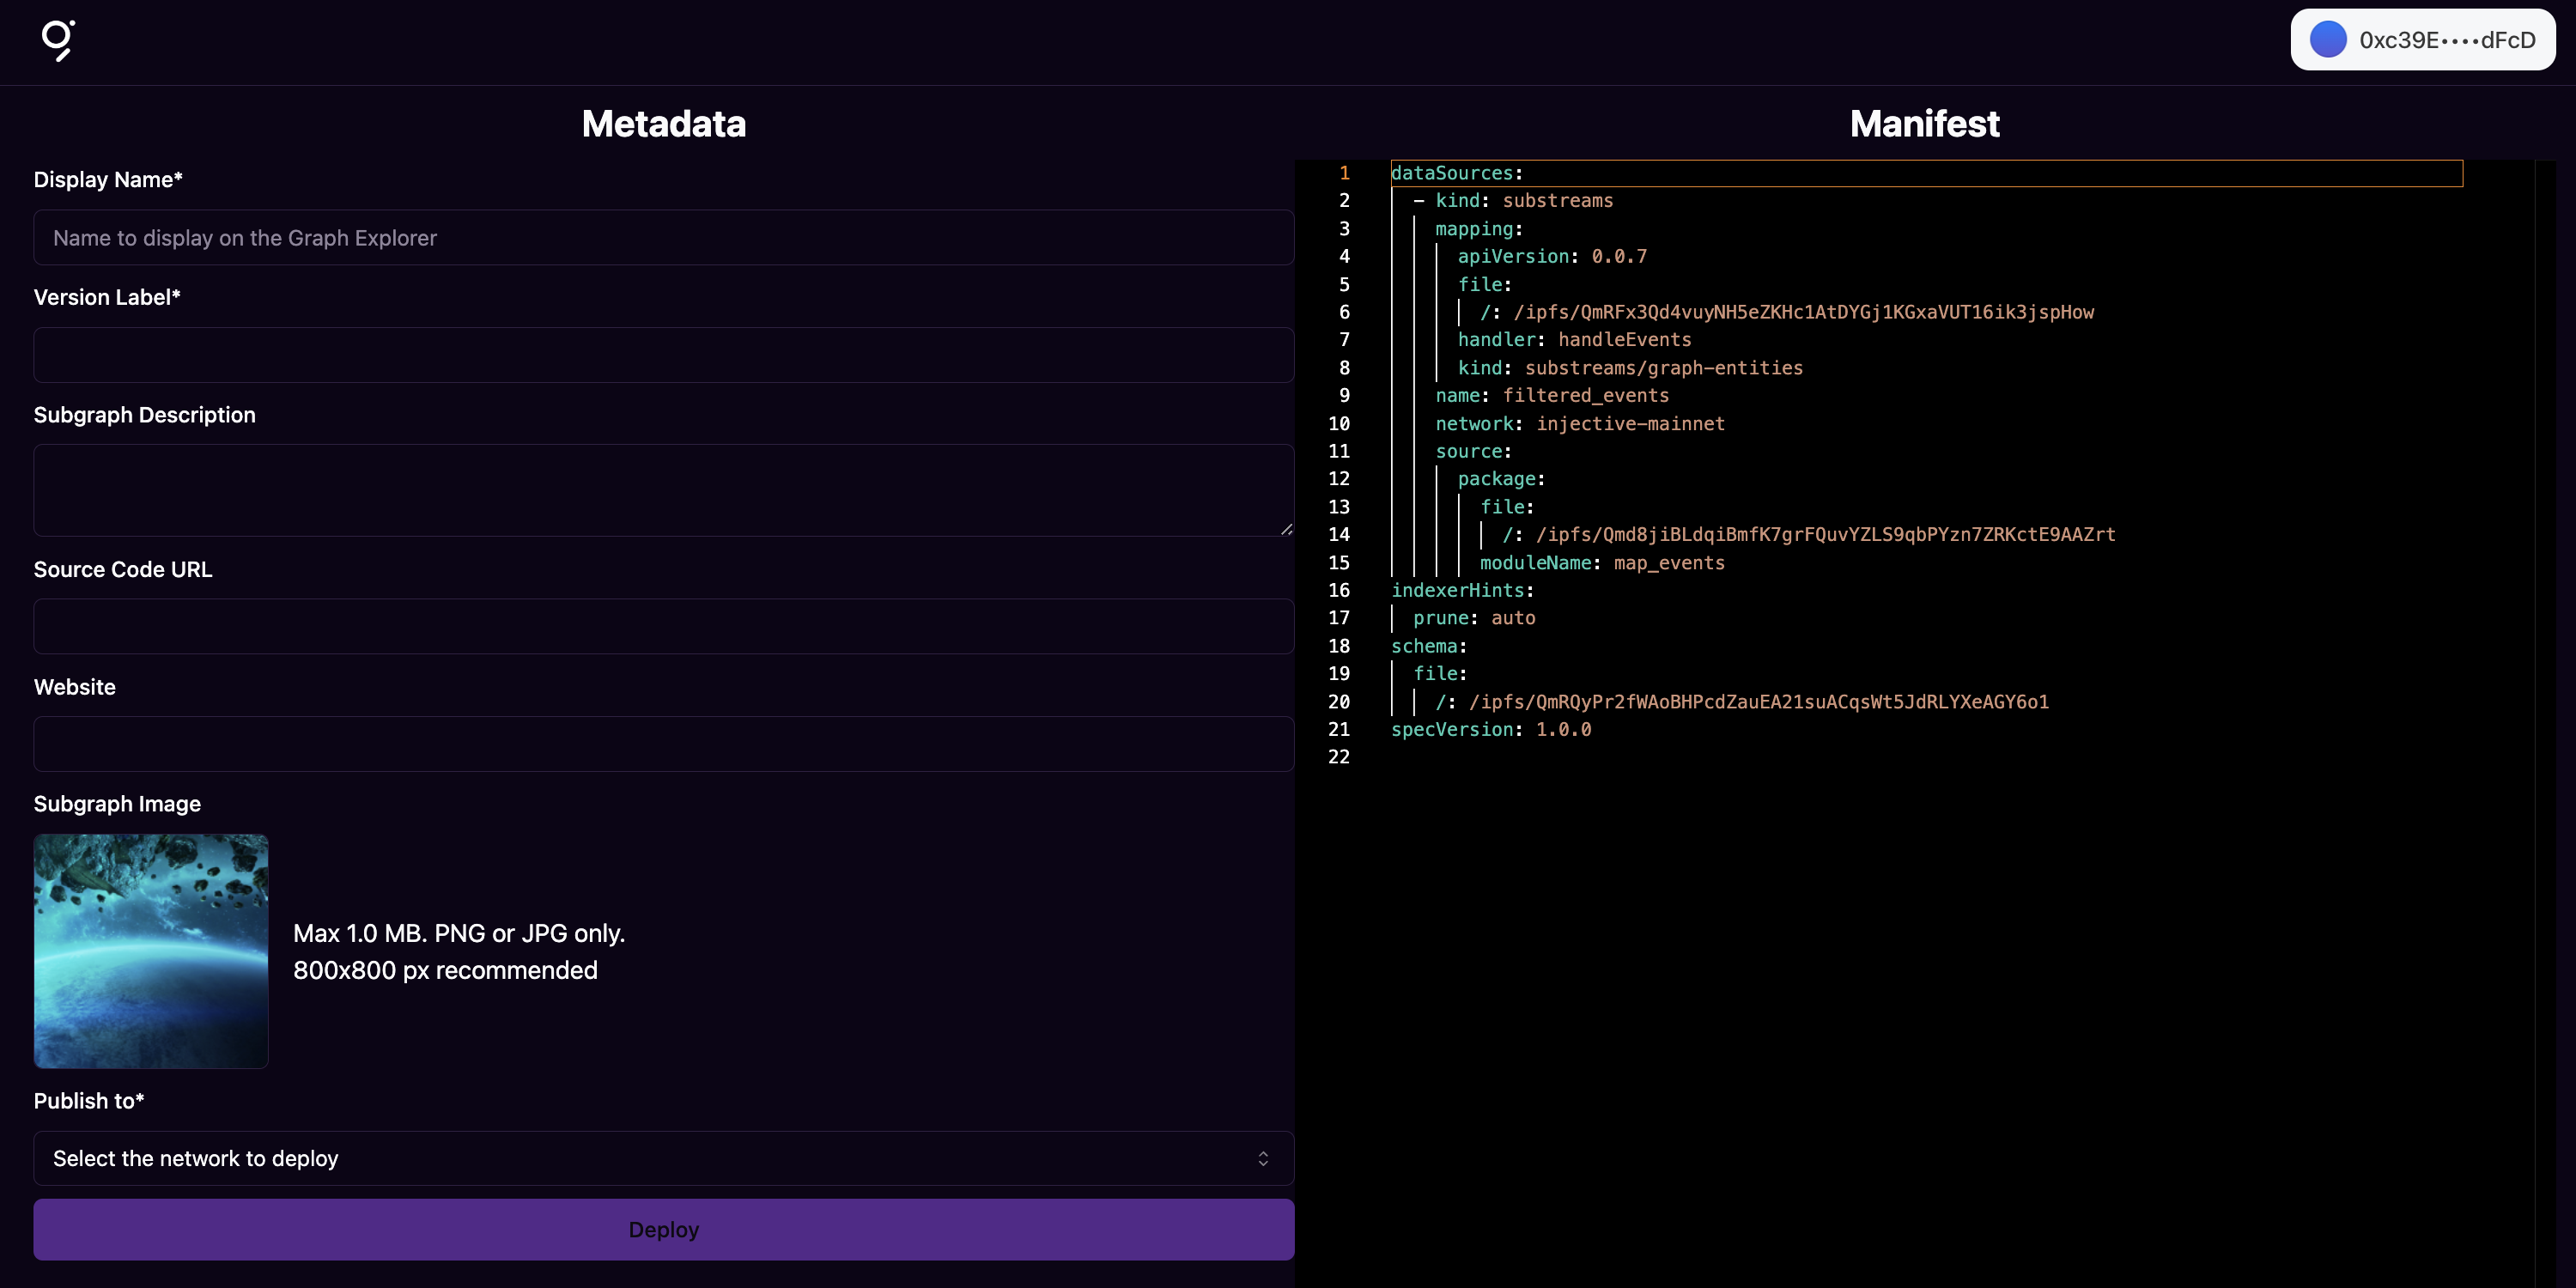 0xc39E••••dFcD
Metadata
Display Name*
Name to display on the Graph Explorer
Version Label*
Subgraph Description
Source Code URL
Website
Subgraph Image
Max 1.0 MB. PNG or JPG only.
800x800 px recommended
Publish to*
Select the network to deploy
Deploy
Manifest
1 dataSources:
2 - kind: substreams
3 mapping:
4 apiVersion: 0.0.7
5 file:
6 /: /ipfs/QmRFx3Qd4vuyNH5eZKHc1AtDYGj1KGxaVUT16ik3jspHow
7 handler: handleEvents
8 kind: substreams/graph-entities
9 name: filtered_events
10 network: injective-mainnet
11 source:
12 package:
13 file:
14 /: /ipfs/Qmd8jiBLdqiBmfK7grFQuvYZLS9qbPYzn7ZRKctE9AAZrt
15 moduleName: map_events
16 indexerHints:
17 prune: auto
18 schema:
19 file:
20 /: /ipfs/QmRQyPr2fWAoBHPcdZauEA21suACqsWt5JdRLYXeAGY6o1
21 specVersion: 1.0.0
22